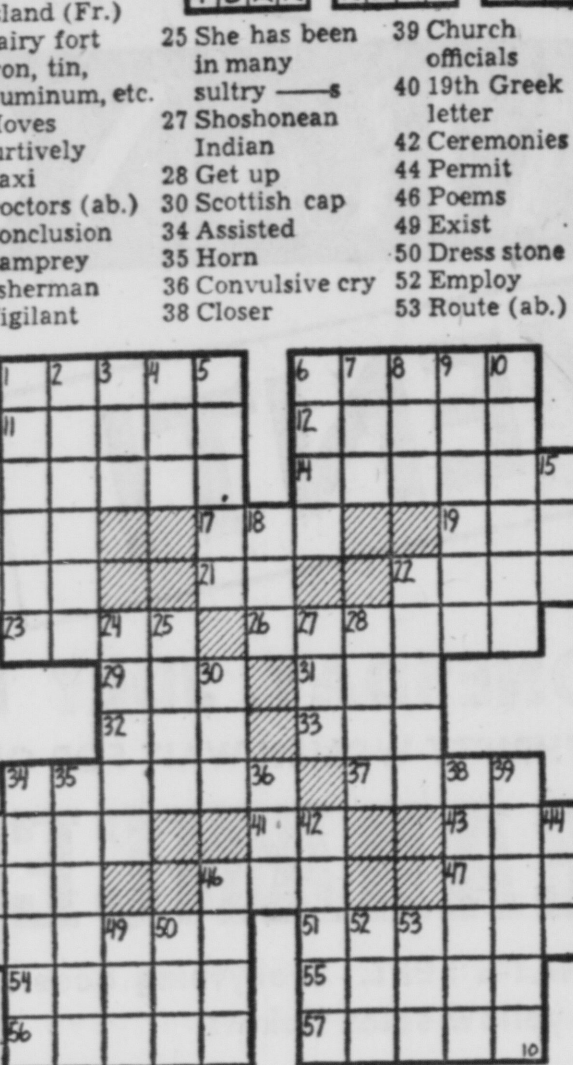 sland (Fr.)
airy fort
ron, tin,
luminum, etc.
Moves
urtively
axi
octors (ab.)
onclusion
amprey
sherman
igilant
25 She has been
in many
sultry ——s
27 Shoshonean
Indian
28 Get up
30 Scottish cap
34 Assisted
35 Horn
36 Convulsive cry
38 Closer
39 Church
officials
40 19th Greek
letter
42 Ceremonies
44 Permit
46 Poems
49 Exist
50 Dress stone
52 Employ
53 Route (ab.)
1 2 3 4 5 6 7 8 9 10
11 12
14 15
17 18 19
21 22
23 24 25 26 27 28
29 30 31
32 33
34 35 36 37 38 39
41 42 43 44
46 47
49 50 51 52 53
54 55
56 57
10